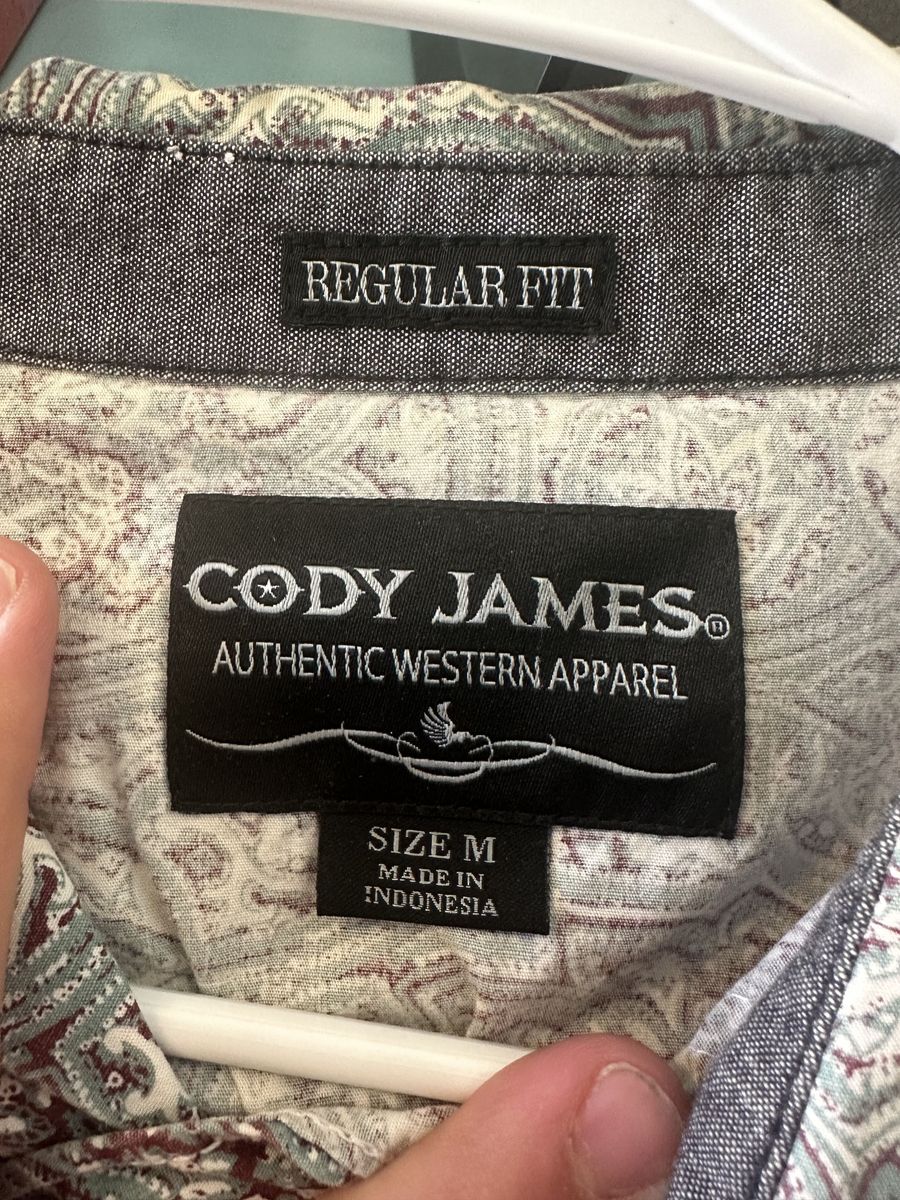 REGULAR FIT
CODY JAMES®
AUTHENTIC WESTERN APPAREL
SIZE M
MADE IN
INDONESIA